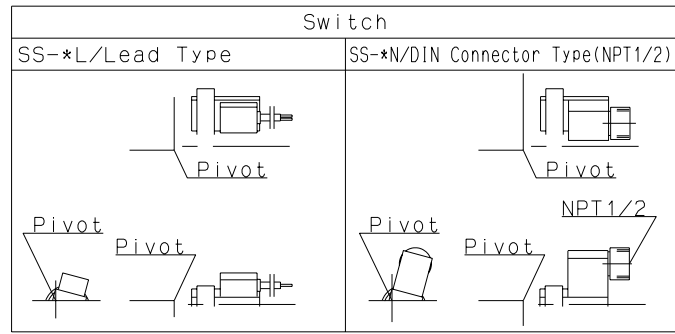 Switch
SS-*L/Lead Type
SS-*N/DIN Connector Type(NPT1/2)
Pivot
Pivot
Pivot
Pivot
Pivot
Pivot
NPT1/2